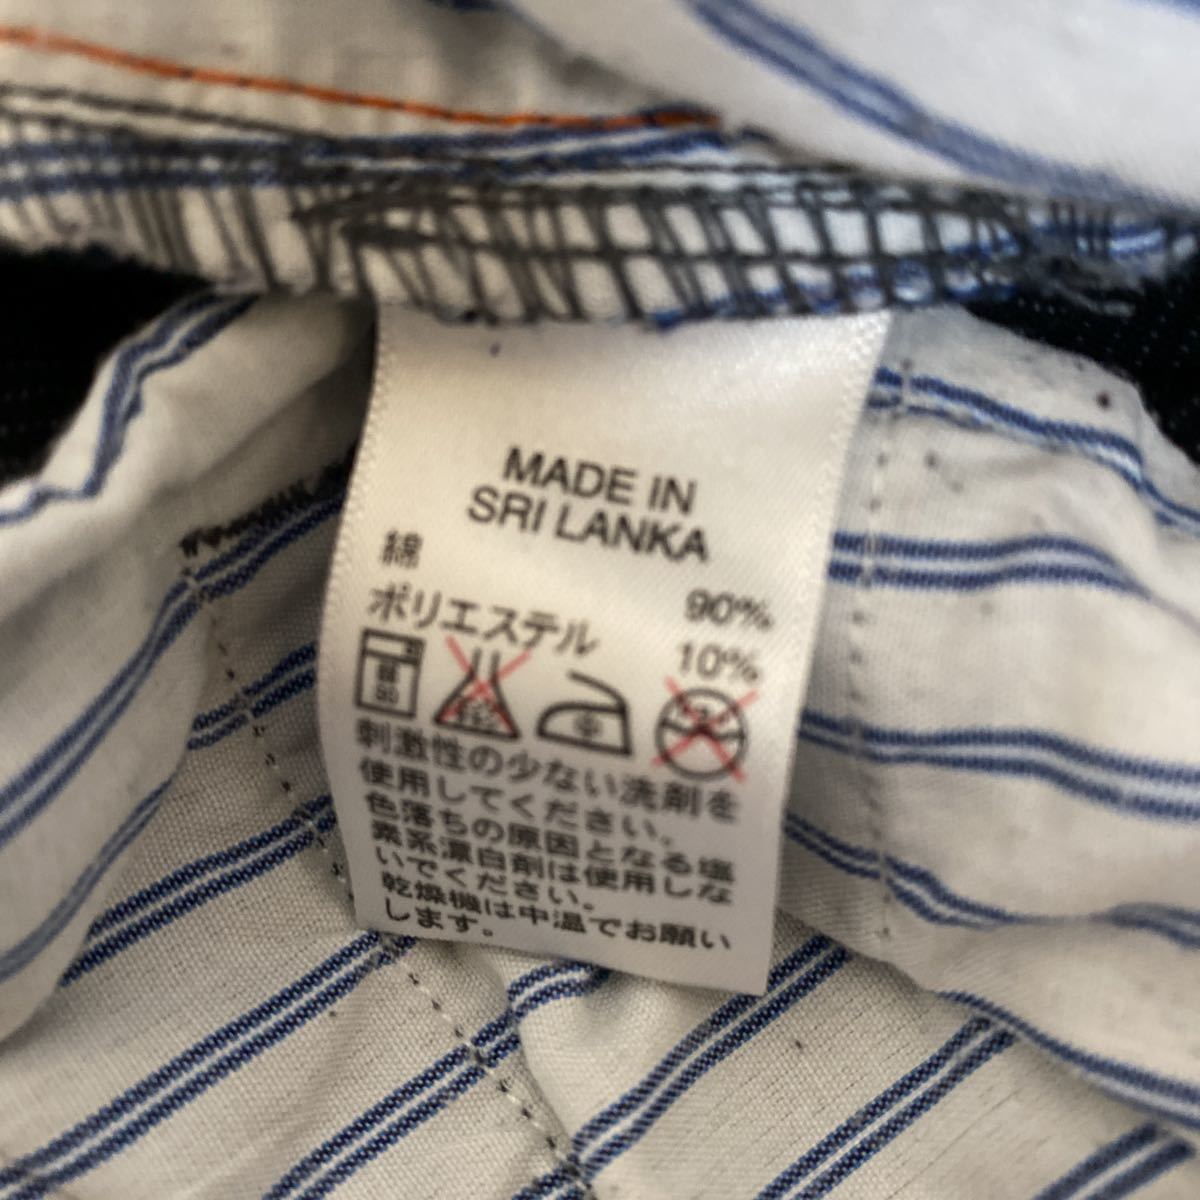 MADE IN
SRI LANKA
綿 90%
ポリエステル 10%
中
刺激性の少ない洗剤を
使用してください。
色落ちの原因となる塩
素系漂白剤は使用しな
いでください。
乾燥機は中温でお願い
します。